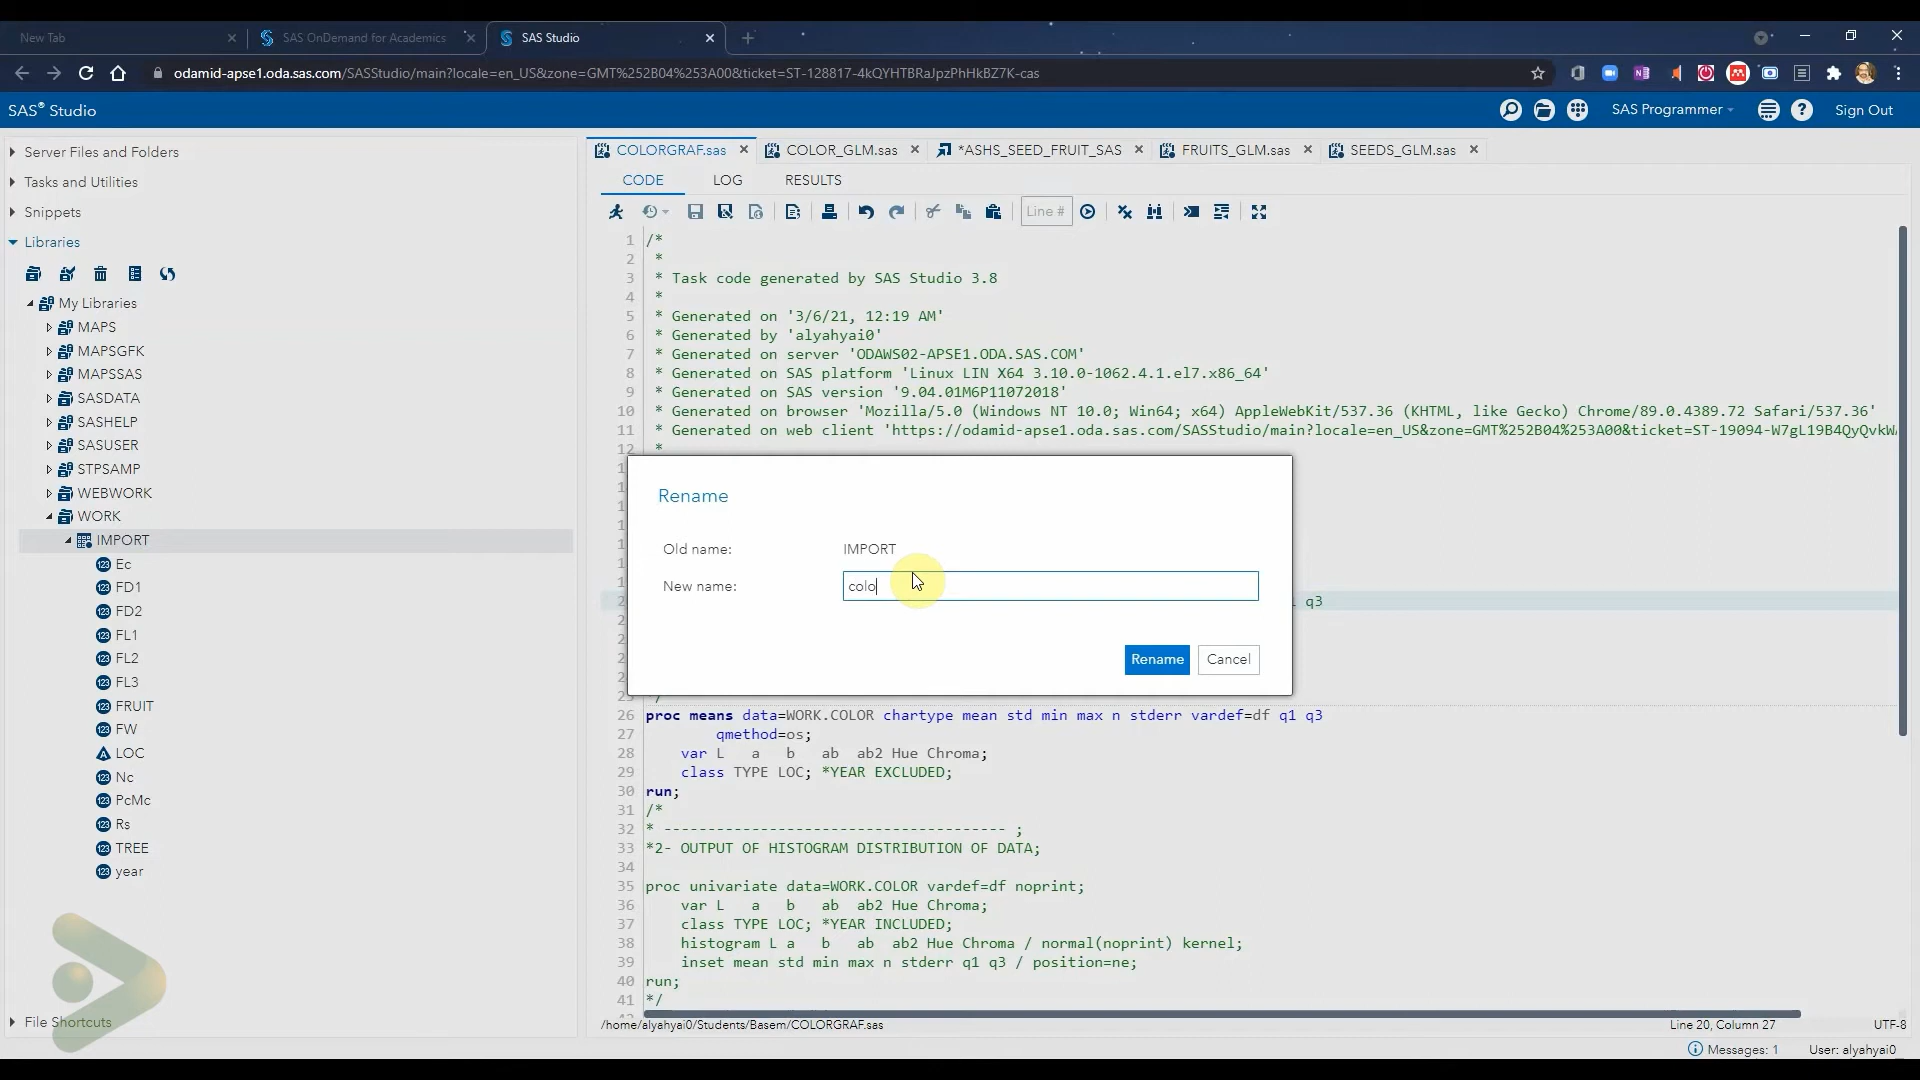 New Tab
SAS OnDemand for Academics
SAS Studio
odamid-apse1.oda.sas.com/SASStudio/main?locale=en_US&zone=GMT%252B04%253A00&ticket=ST-128817-4kQYHTBRaJpzPhHkBZ7K-cas
SAS® Studio
SAS Programmer
Sign Out
Server Files and Folders
Tasks and Utilities
Snippets
Libraries
My Libraries
MAPS
MAPSGFK
MAPSSAS
SASDATA
SASHELP
SASUSER
STPSAMP
WEBWORK
WORK
IMPORT
Ec
FD1
FD2
FL1
FL2
FL3
FRUIT
FW
LOC
Nc
PcMc
Rs
TREE
year
File Shortcuts
COLORGRAF.sas
COLOR_GLM.sas
*ASHS_SEED_FRUIT_SAS
FRUITS_GLM.sas
SEEDS_GLM.sas
CODE
LOG
RESULTS
Line #
1 /*
2 *
3 * Task code generated by SAS Studio 3.8
4 *
5 * Generated on '3/6/21, 12:19 AM'
6 * Generated by 'alyahyai0'
7 * Generated on server 'ODAWS02-APSE1.ODA.SAS.COM'
8 * Generated on SAS platform 'Linux LIN X64 3.10.0-1062.4.1.el7.x86_64'
9 * Generated on SAS version '9.04.01M6P11072018'
10 * Generated on browser 'Mozilla/5.0 (Windows NT 10.0; Win64; x64) AppleWebKit/537.36 (KHTML, like Gecko) Chrome/89.0.4389.72 Safari/537.36'
11 * Generated on web client 'https://odamid-apse1.oda.sas.com/SASStudio/main?locale=en_US&zone=GMT%252B04%253A00&ticket=ST-19094-W7gL19B4QyQvkW
12 *
Rename
Old name: IMPORT
New name: colo
Rename
Cancel
q3
26 proc means data=WORK.COLOR chartype mean std min max n stderr vardef=df q1 q3
27 qmethod=os;
28 var L a b ab ab2 Hue Chroma;
29 class TYPE LOC; *YEAR EXCLUDED;
30 run;
31 /*
32 * --------------------------------------- ;
33 *2- OUTPUT OF HISTOGRAM DISTRIBUTION OF DATA;
34
35 proc univariate data=WORK.COLOR vardef=df noprint;
36 var L a b ab ab2 Hue Chroma;
37 class TYPE LOC; *YEAR INCLUDED;
38 histogram L a b ab ab2 Hue Chroma / normal(noprint) kernel;
39 inset mean std min max n stderr q1 q3 / position=ne;
40 run;
41 */
/home/alyahyai0/Students/Basem/COLORGRAF.sas
Line 20, Column 27
UTF-8
Messages: 1
User: alyahyai0